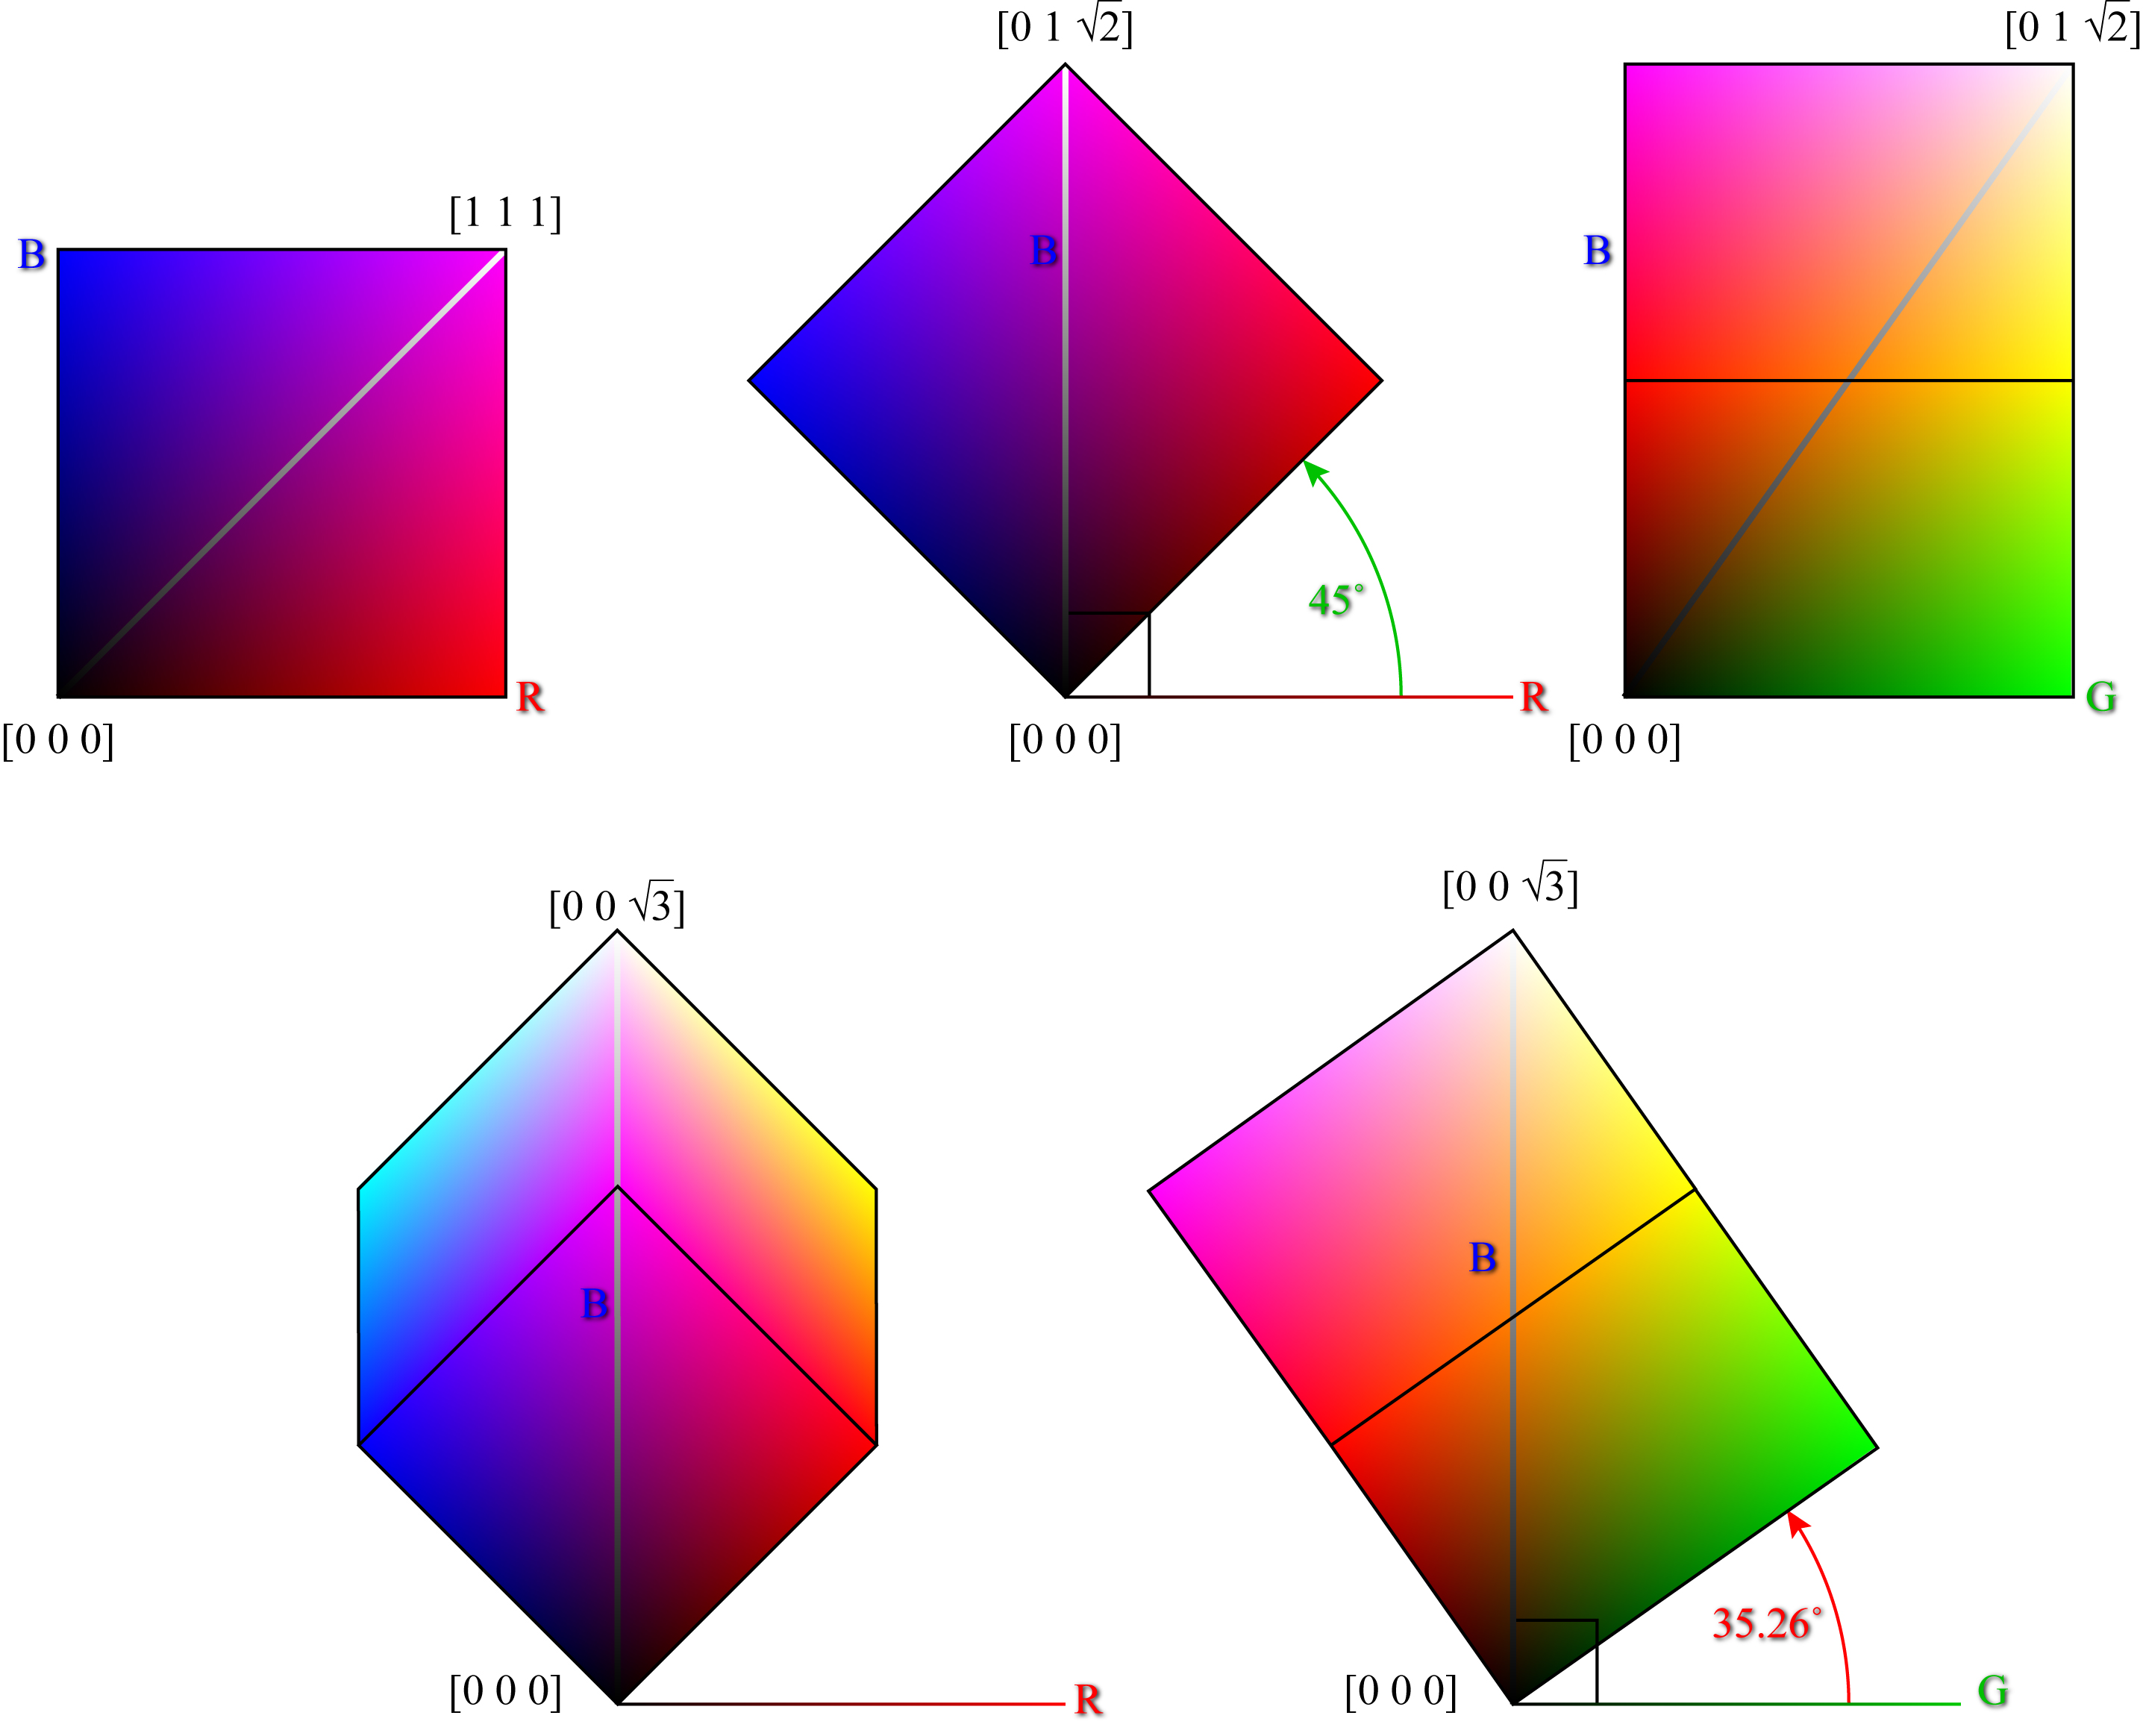 [0 1 √2]
[0 1 √2]
[1 1 1]
B
B
B
45°
R
R
G
[0 0 0]
[0 0 0]
[0 0 0]
[0 0 √3]
[0 0 √3]
B
B
35.26°
[0 0 0]
R
[0 0 0]
G